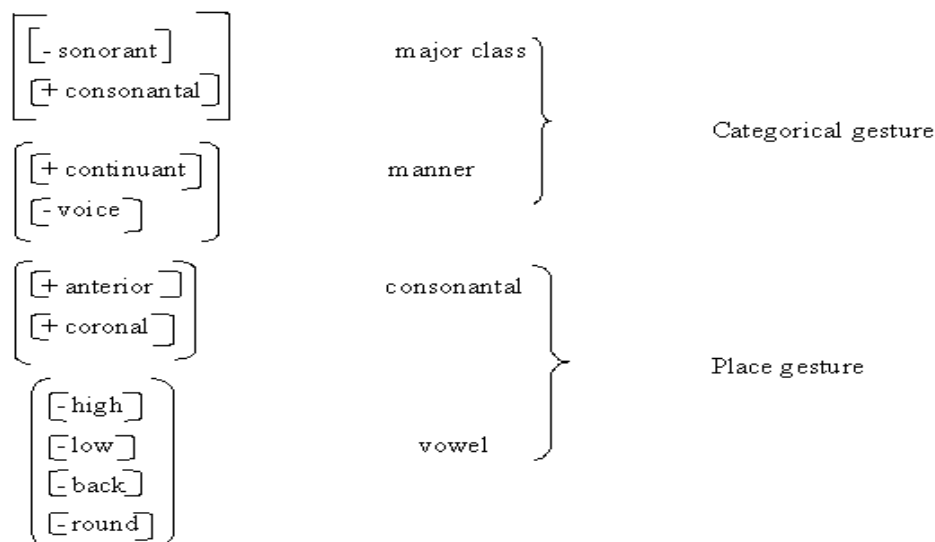 [- sonorant] major class
[+ consonantal]
Categorical gesture
[+ continuant] manner
[- voice]
[+ anterior] consonantal
[+ coronal]
Place gesture
[-high]
[-low] vowel
[-back]
[-round]